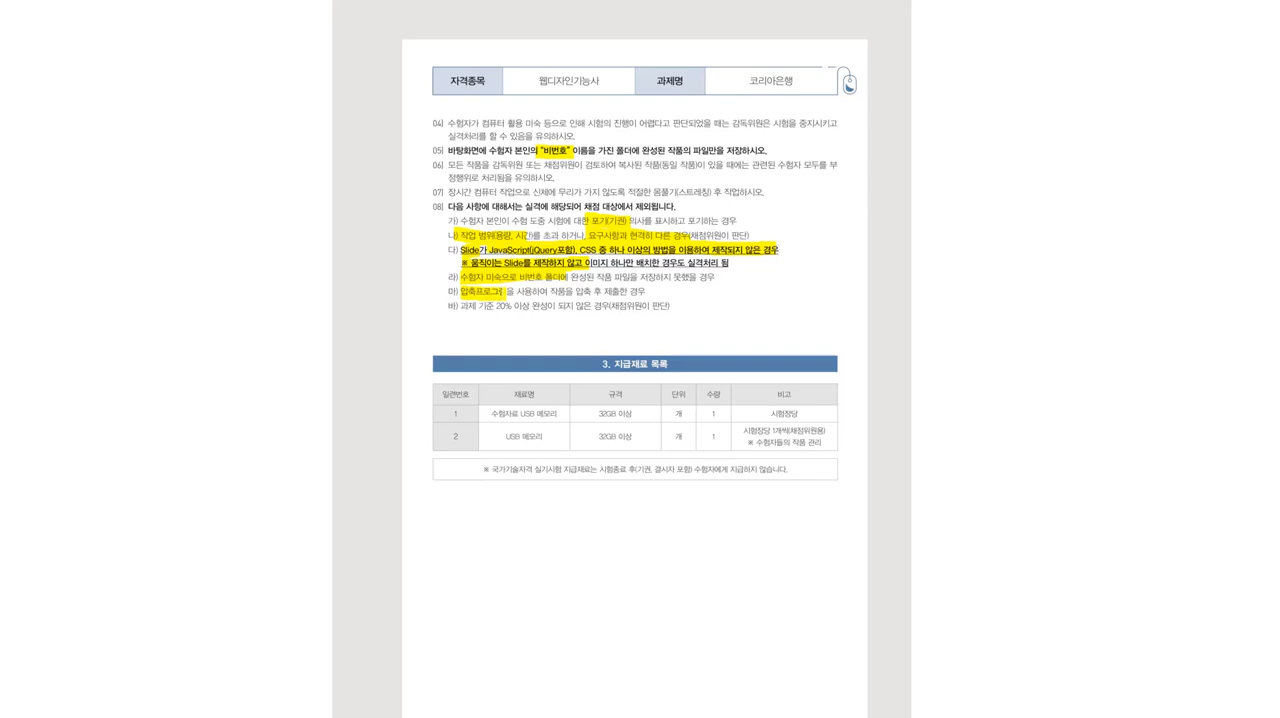 자격종목 웹디자인기능사 과제명 코리아은행
04) 수험자가 컴퓨터 활용 미숙 등으로 인해 시험의 진행이 어렵다고 판단되었을 때는 감독위원은 시험을 중지시키고
실격처리를 할 수 있음을 유의하시오.
05) 바탕화면에 수험자 본인의 "비번호" 이름을 가진 폴더에 완성된 작품의 파일만을 저장하시오.
06) 모든 작품을 감독위원 또는 채점위원이 검토하여 복사된 작품(동일 작품)이 있을 때에는 관련된 수험자 모두를 부
정행위로 처리됨을 유의하시오.
07) 장시간 컴퓨터 작업으로 신체에 무리가 가지 않도록 적절한 몸풀기(스트레칭) 후 작업하시오.
08) 다음 사항에 대해서는 실격에 해당되어 채점 대상에서 제외됩니다.
가) 수험자 본인이 수험 도중 시험에 대한 포기(기권) 의사를 표시하고 포기하는 경우
나) 작업 범위(용량, 시간)를 초과 하거나, 요구사항과 현격히 다른 경우(채점위원이 판단)
다) Slide가 JavaScript(jQuery포함), CSS 중 하나 이상의 방법을 이용하여 제작되지 않은 경우
※ 움직이는 Slide를 제작하지 않고 이미지 하나만 배치한 경우도 실격처리 됨
라) 수험자 미숙으로 비번호 폴더에 완성된 작품 파일을 저장하지 못했을 경우
마) 압축프로그램을 사용하여 작품을 압축 후 제출한 경우
바) 과제 기준 20% 이상 완성이 되지 않은 경우(채점위원이 판단)
3. 지급재료 목록
일련번호 재료명 규격 단위 수량 비고
1 수험자료 USB 메모리 32GB 이상 개 1 시험장당
2 USB 메모리 32GB 이상 개 1 시험장당 1개씩(채점위원용)
※ 수험자들의 작품 관리
※ 국가기술자격 실기시험 지급재료는 시험종료 후(기권, 결시자 포함) 수험자에게 지급하지 않습니다.